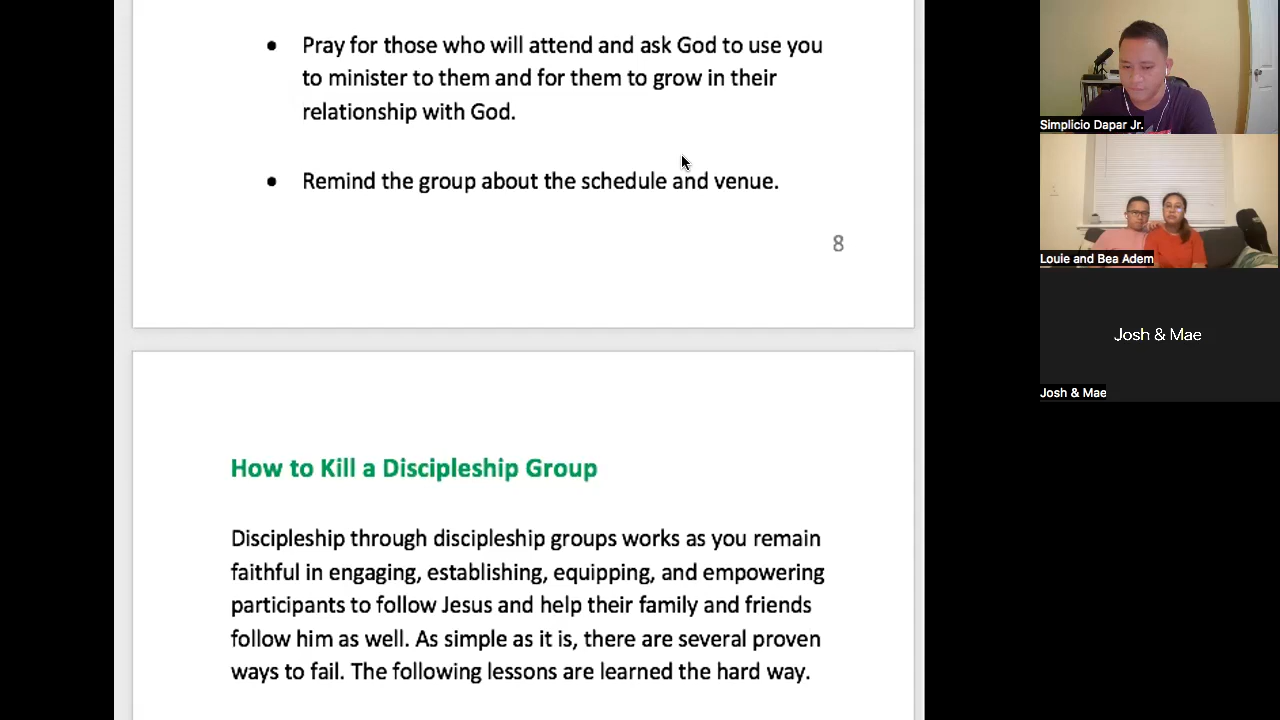 • Pray for those who will attend and ask God to use you
to minister to them and for them to grow in their
relationship with God.
• Remind the group about the schedule and venue.
8
How to Kill a Discipleship Group
Discipleship through discipleship groups works as you remain
faithful in engaging, establishing, equipping, and empowering
participants to follow Jesus and help their family and friends
follow him as well. As simple as it is, there are several proven
ways to fail. The following lessons are learned the hard way.
Simplicio Dapar Jr.
Louie and Bea Adem
Josh & Mae
Josh & Mae